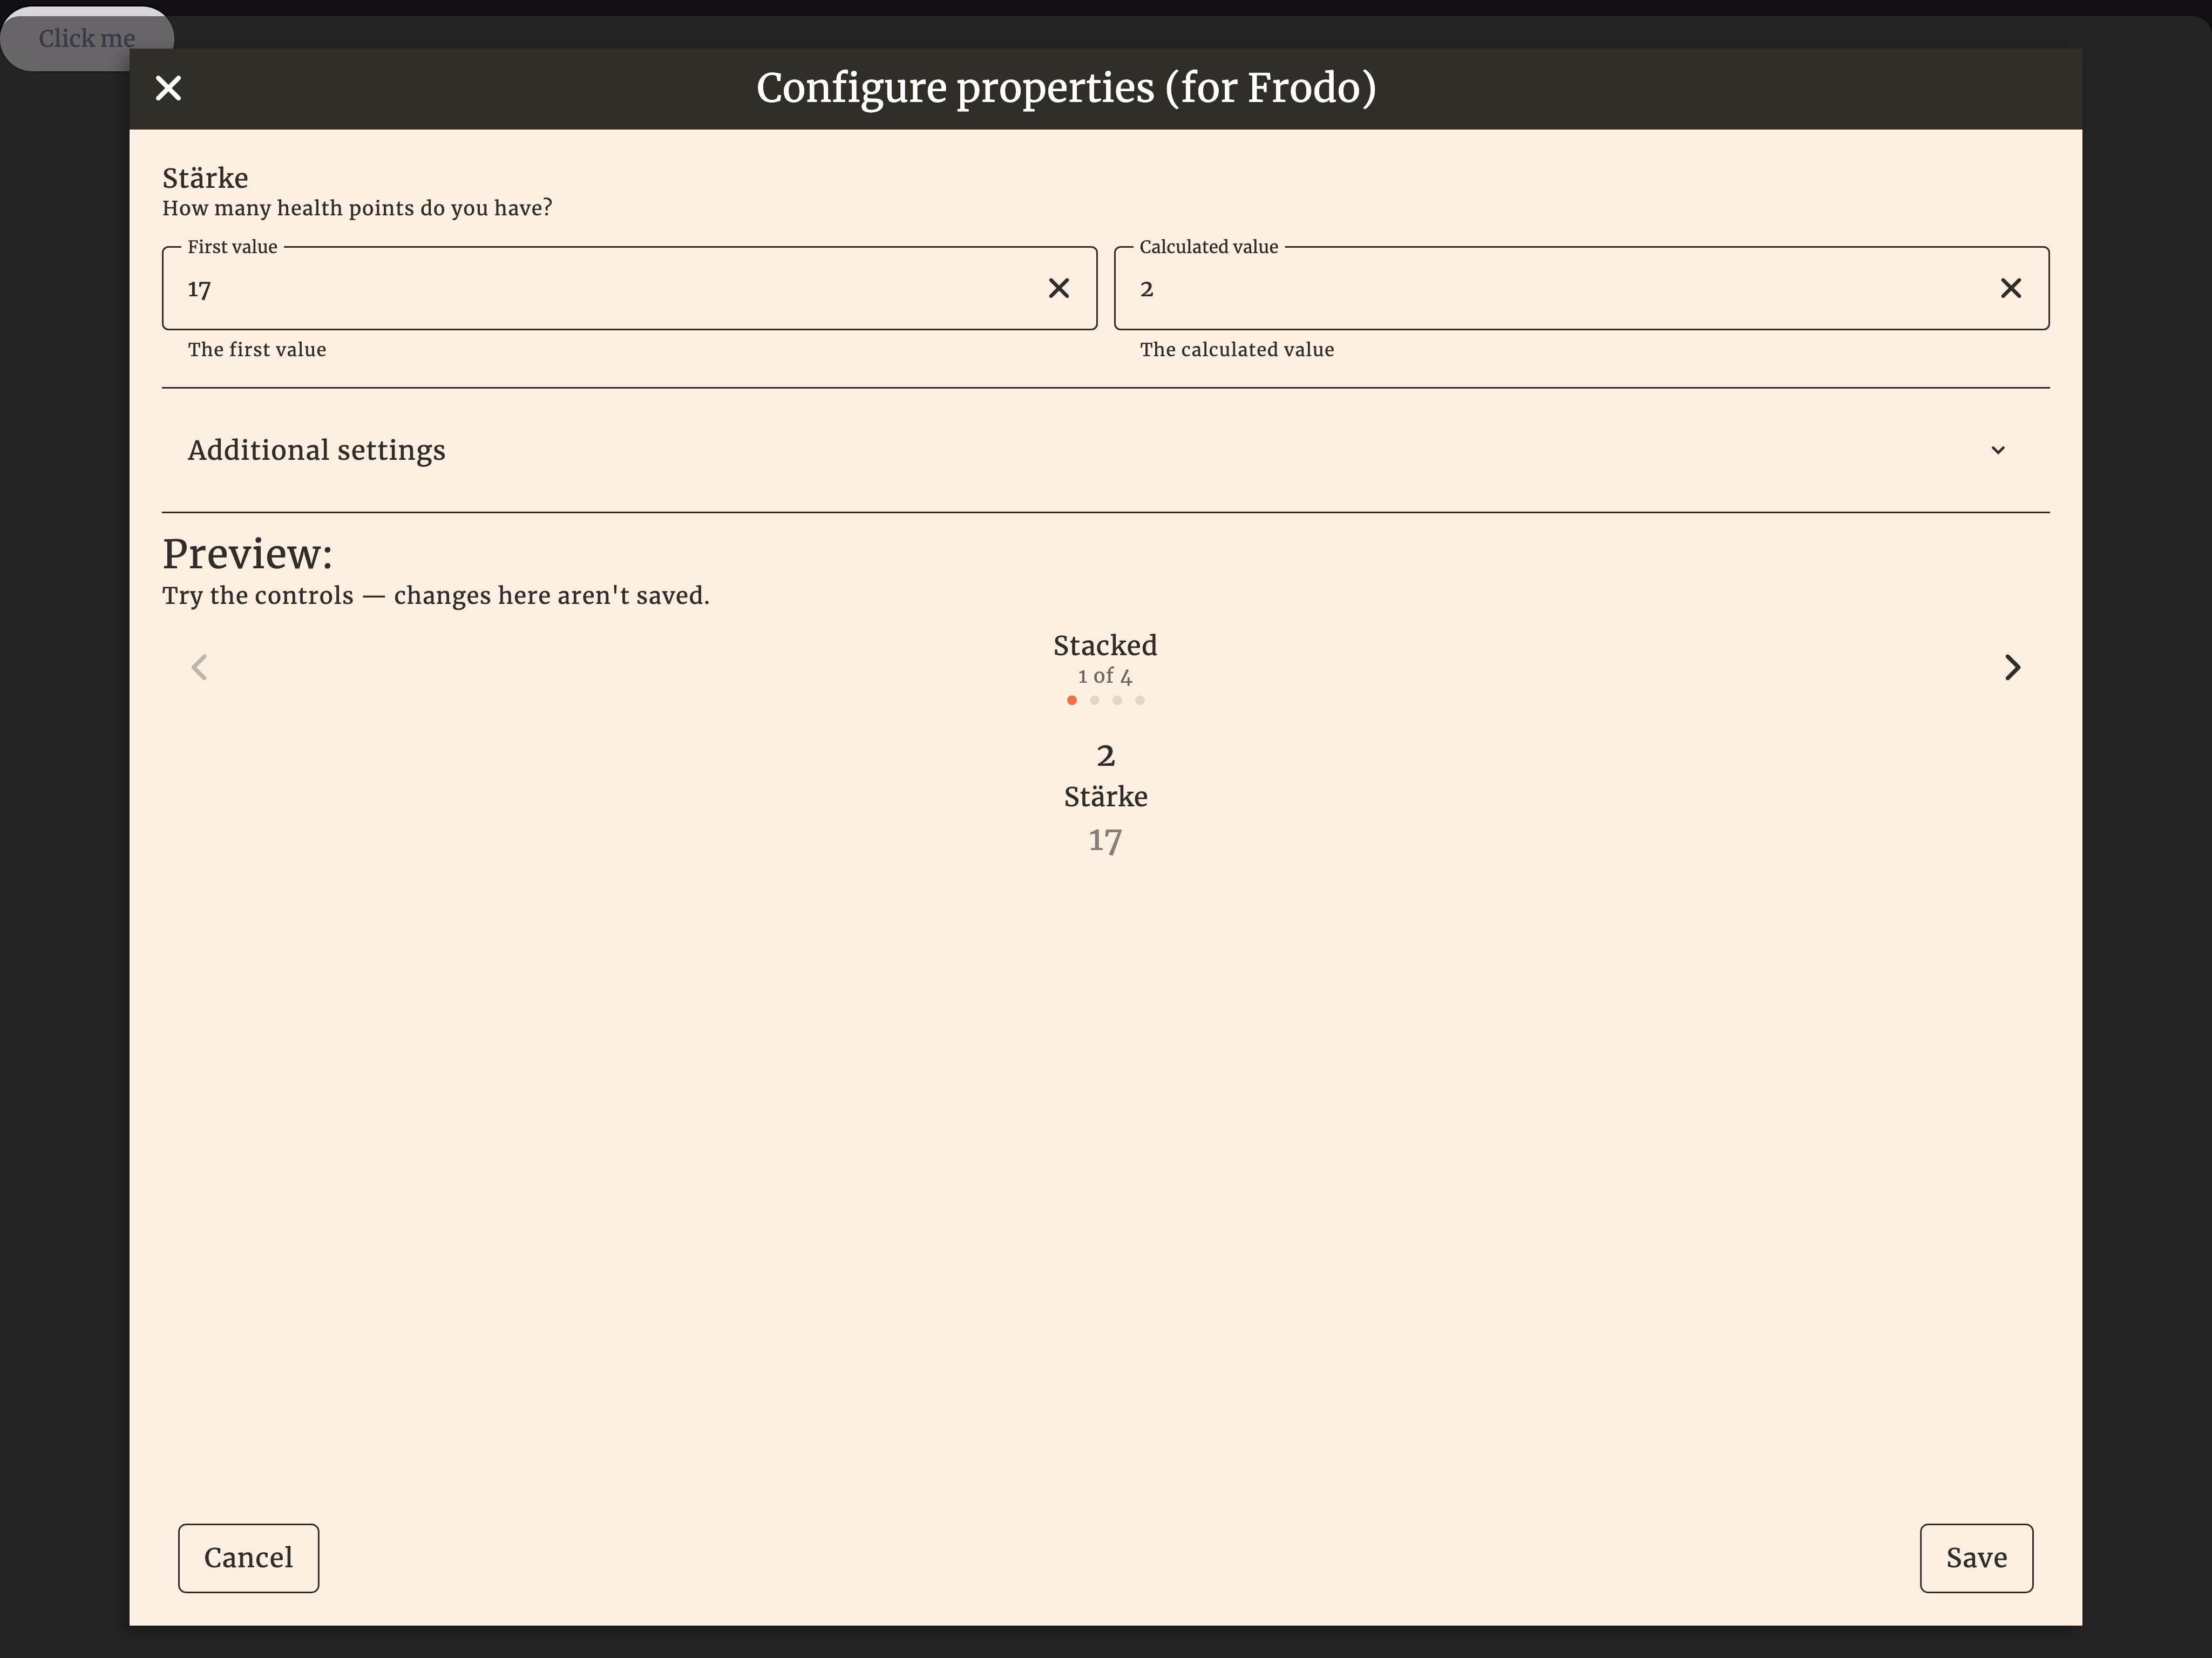 Click me
Configure properties (for Frodo)
Stärke
How many health points do you have?
First value
17
The first value
Calculated value
2
The calculated value
Additional settings
Preview:
Try the controls — changes here aren't saved.
Stacked
1 of 4
2
Stärke
17
Cancel
Save